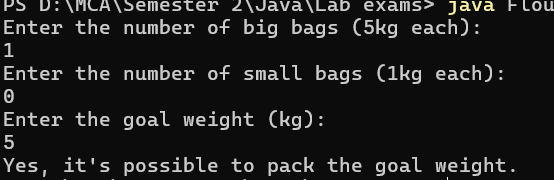 PS D:\MCA\Semester 2\Java\Lab exams> java Flou
Enter the number of big bags (5kg each):
1
Enter the number of small bags (1kg each):
0
Enter the goal weight (kg):
5
Yes, it's possible to pack the goal weight.